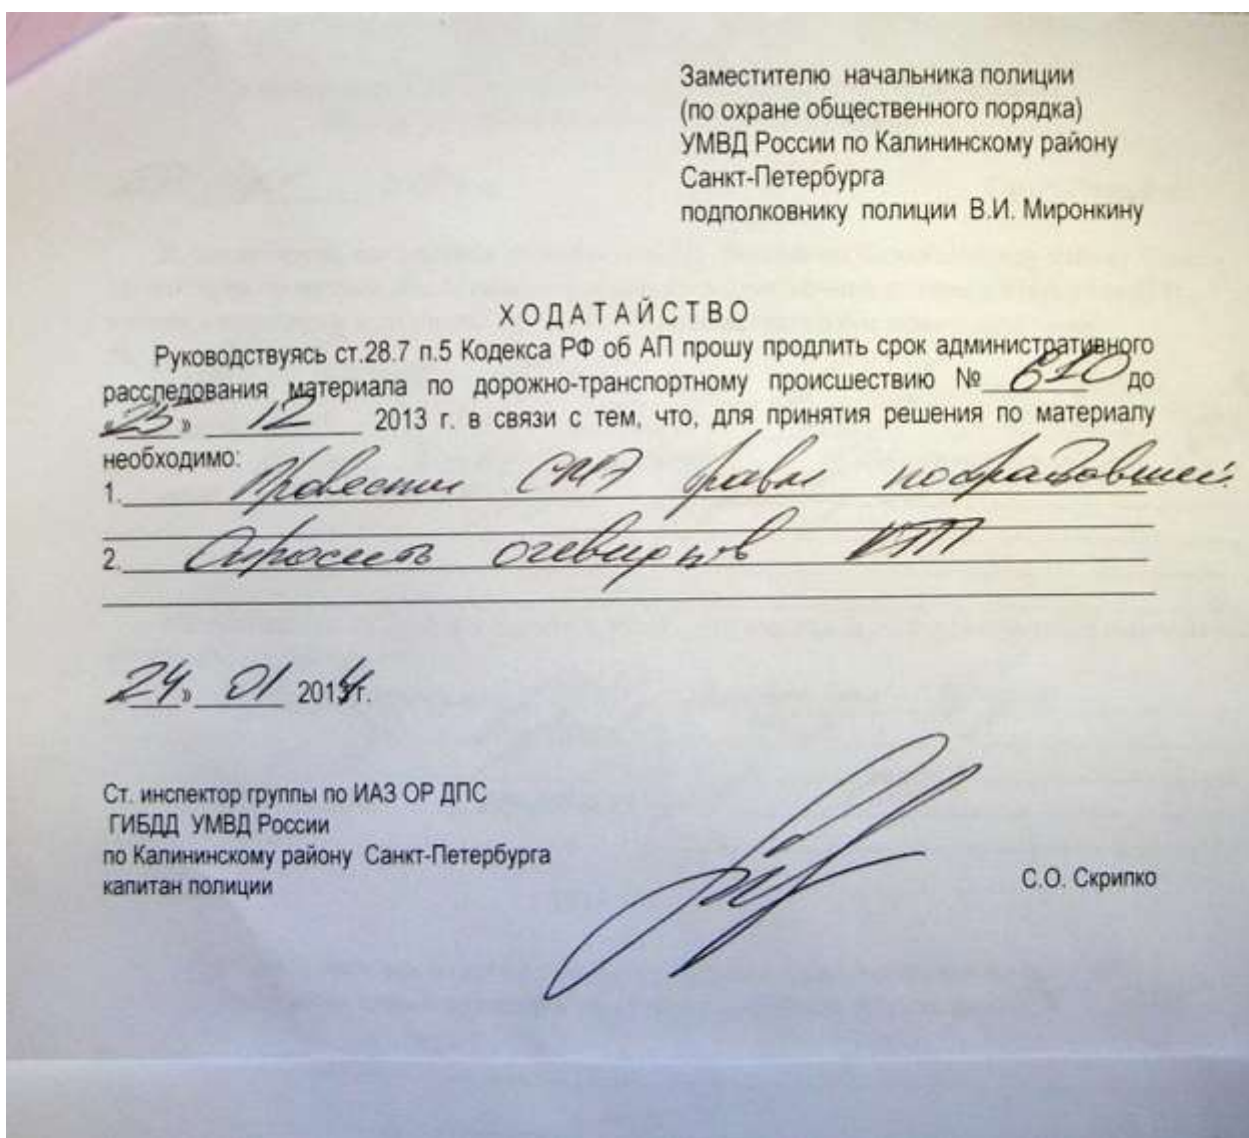 Заместителю начальника полиции
(по охране общественного порядка)
УМВД России по Калининскому району
Санкт-Петербурга
подполковнику полиции В.И. Миронкину
ХОДАТАЙСТВО
Руководствуясь ст.28.7 п.5 Кодекса РФ об АП прошу продлить срок административного
расследования материала по дорожно-транспортному происшествию № 610 до
«25» 12 2013 г. в связи с тем, что, для принятия решения по материалу
необходимо:
1. Провести СМЭ пострадавшей
2. Опросить очевидцев ДТП
«24» 01 2014 г.
Ст. инспектор группы по ИАЗ ОР ДПС
ГИБДД УМВД России
по Калининскому району Санкт-Петербурга
капитан полиции
С.О. Скрипко